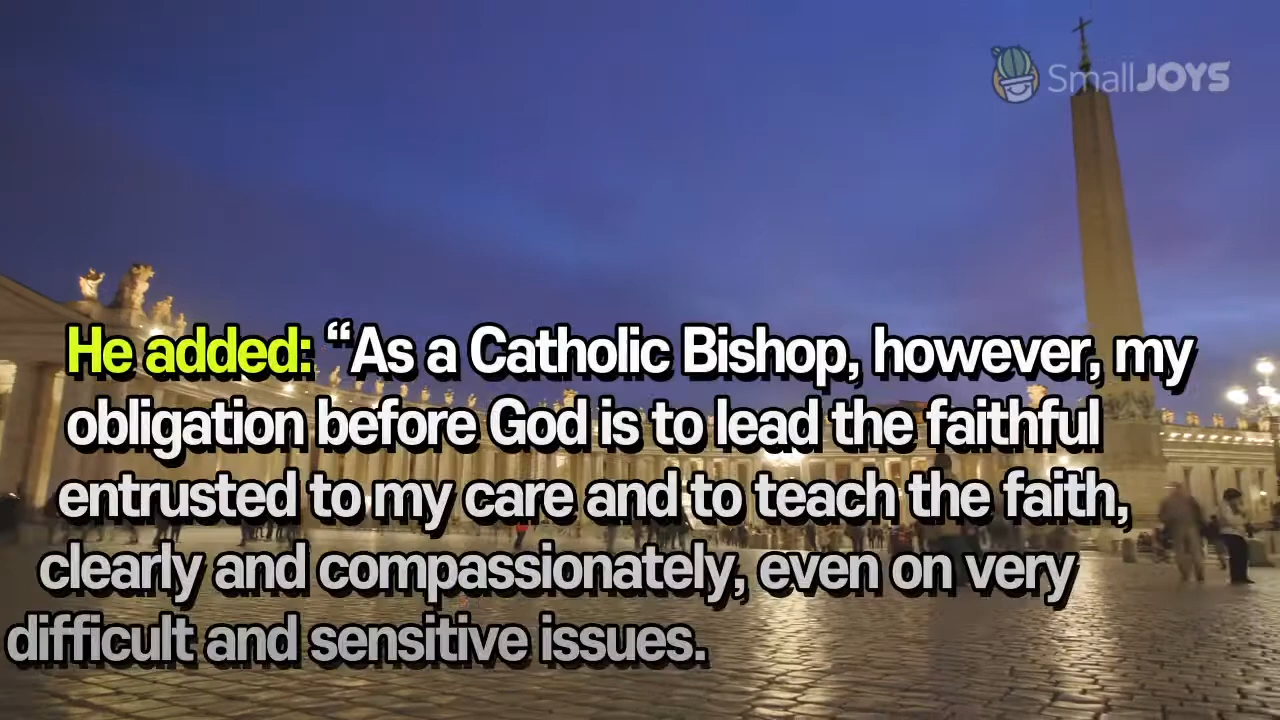 SmallJOYS
He added: “As a Catholic Bishop, however, my
obligation before God is to lead the faithful
entrusted to my care and to teach the faith,
clearly and compassionately, even on very
difficult and sensitive issues.